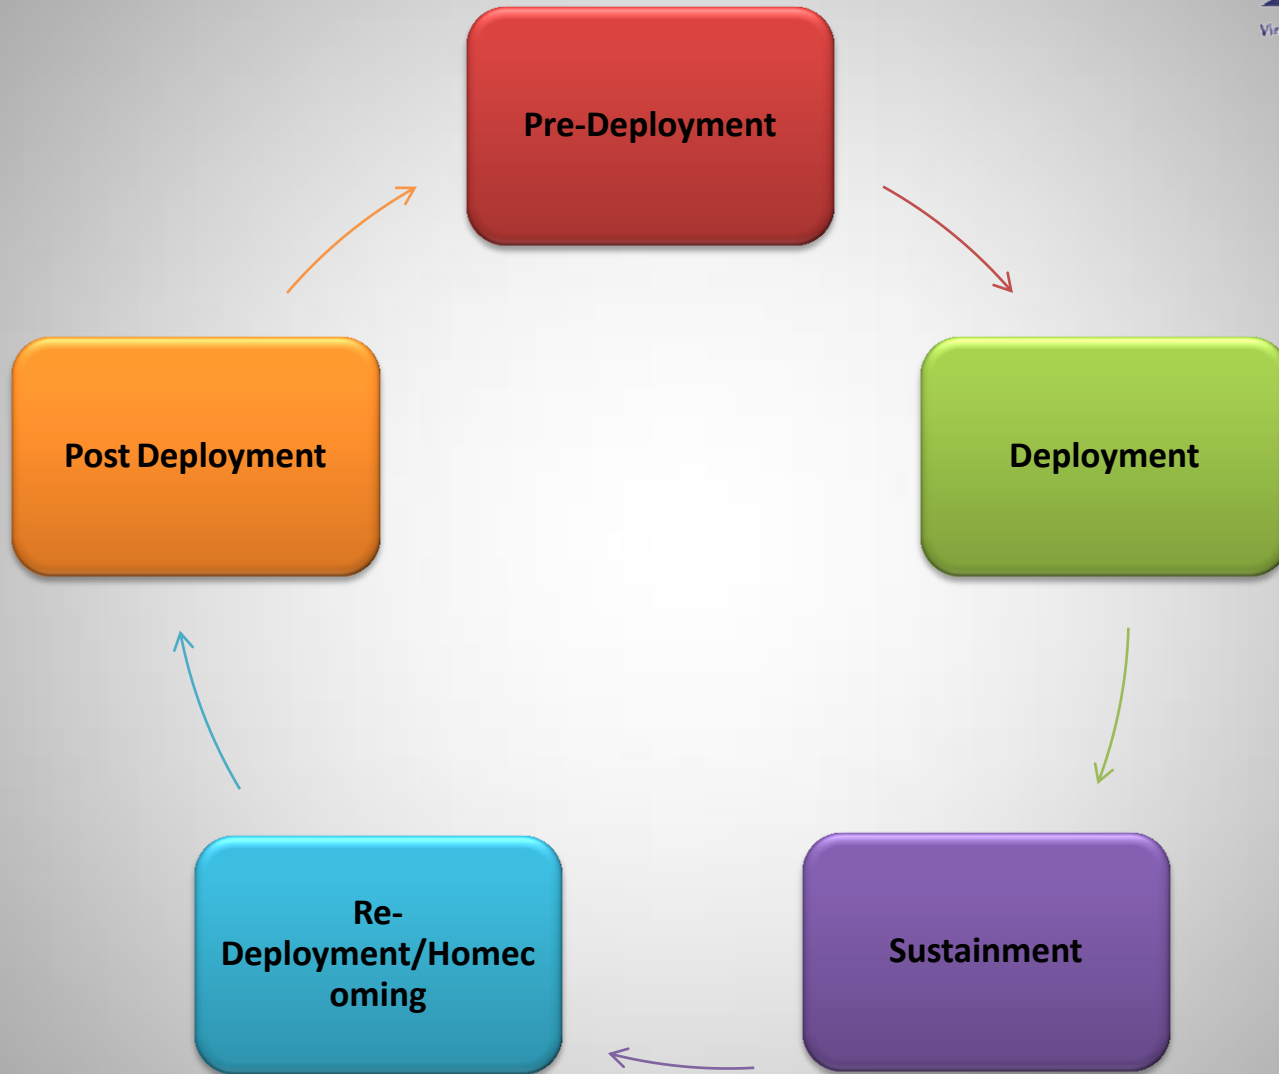 Pre-Deployment
Deployment
Sustainment
Re-
Deployment/Homec
oming
Post Deployment